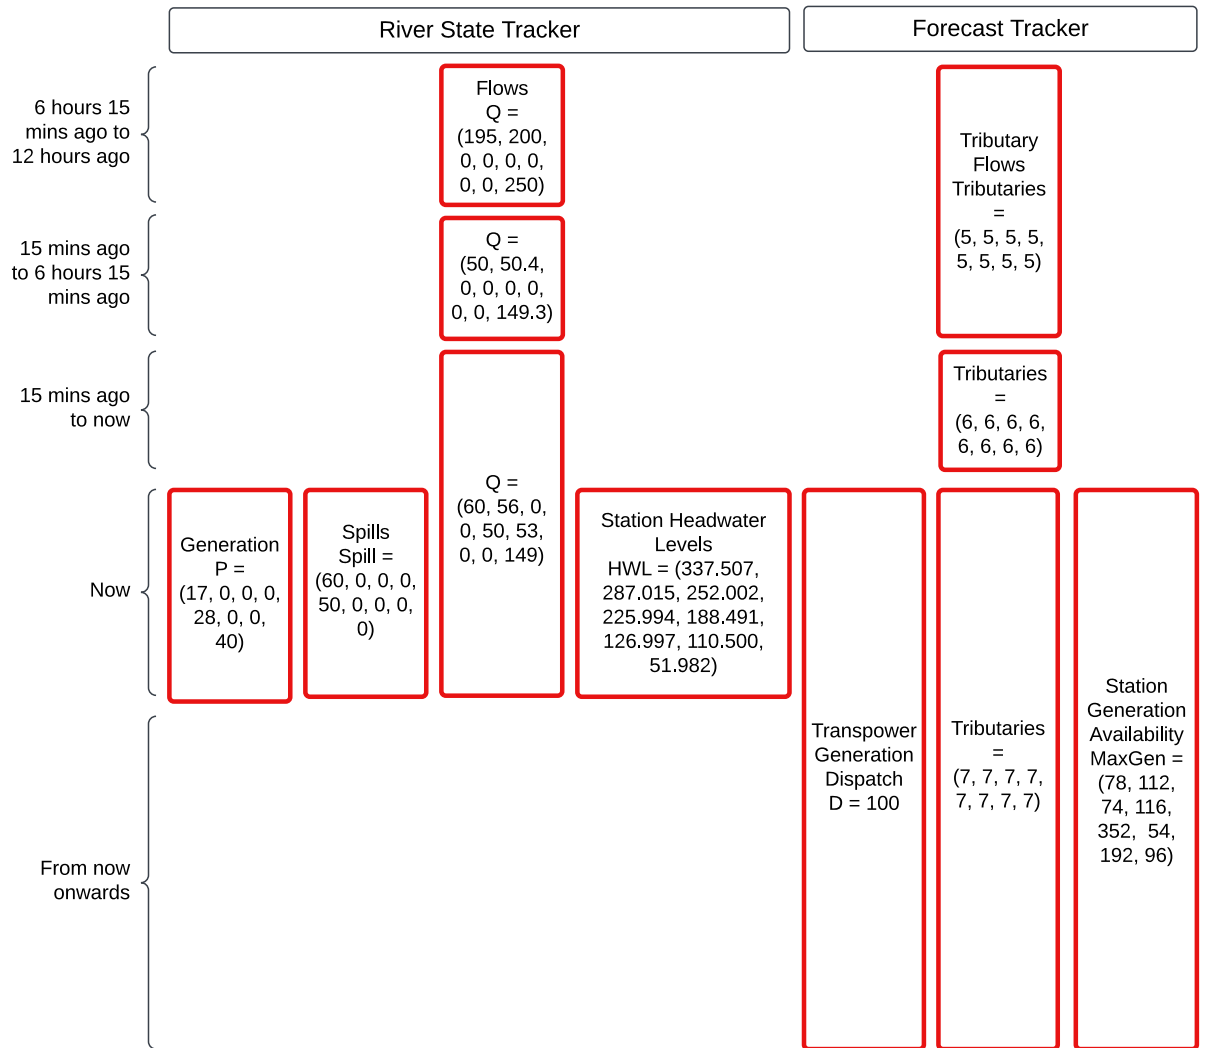 River State Tracker
Forecast Tracker
6 hours 15
mins ago to
12 hours ago
Flows
Q =
(195, 200,
0, 0, 0, 0,
0, 0, 250)
Tributary
Flows
Tributaries
=
(5, 5, 5, 5,
5, 5, 5, 5)
15 mins ago
to 6 hours 15
mins ago
Q =
(50, 50.4,
0, 0, 0, 0,
0, 0, 149.3)
15 mins ago
to now
Tributaries
=
(6, 6, 6, 6,
6, 6, 6, 6)
Q =
(60, 56, 0,
0, 50, 53,
0, 0, 149)
Now
Generation
P =
(17, 0, 0, 0,
28, 0, 0,
40)
Spills
Spill =
(60, 0, 0, 0,
50, 0, 0, 0,
0)
Station Headwater
Levels
HWL = (337.507,
287.015, 252.002,
225.994, 188.491,
126.997, 110.500,
51.982)
From now
onwards
Transpower
Generation
Dispatch
D = 100
Tributaries
=
(7, 7, 7, 7,
7, 7, 7, 7)
Station
Generation
Availability
MaxGen =
(78, 112,
74, 116,
352,  54,
192, 96)